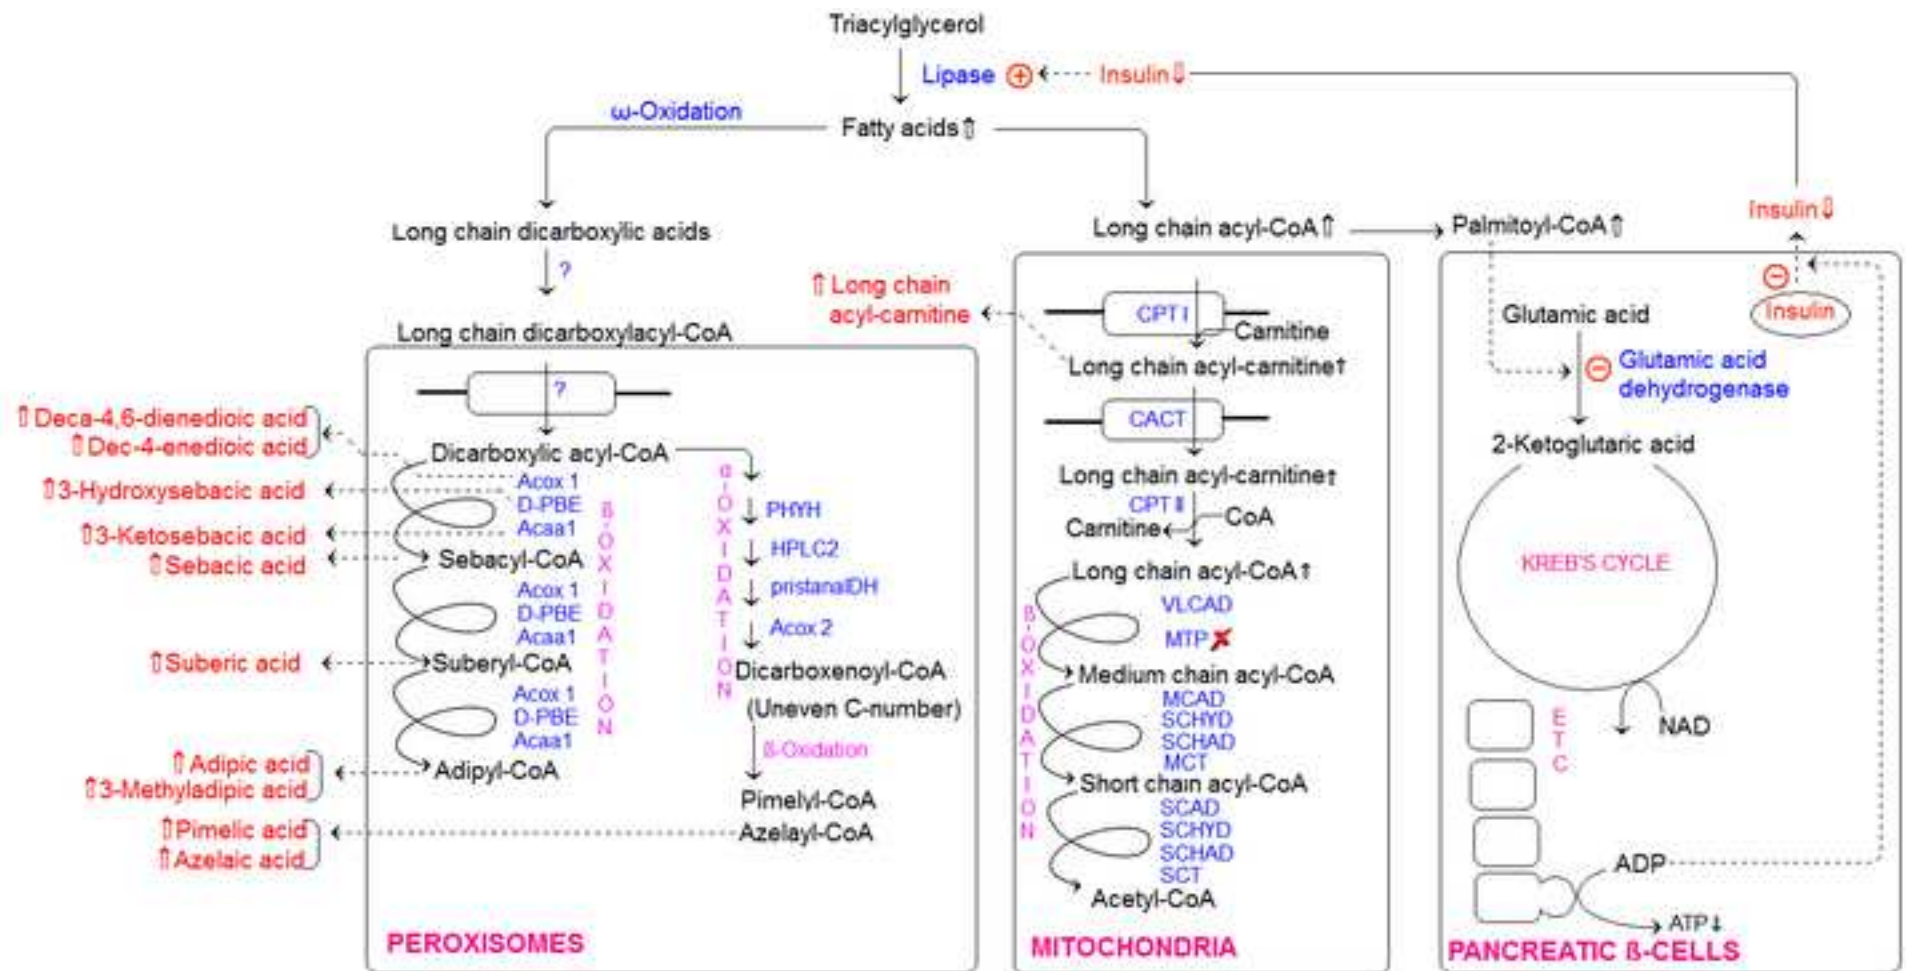 Triacylglycerol
Lipase + Insulin⇩
ω-Oxidation
Fatty acids⇧
Long chain dicarboxylic acids
?
Long chain dicarboxylacyl-CoA
?
⇧Deca-4,6-dienedioic acid
⇧Dec-4-enedioic acid
⇧3-Hydroxysebacic acid
⇧3-Ketosebacic acid
⇧Sebacic acid
⇧Suberic acid
⇧Adipic acid
⇧3-Methyladipic acid
⇧Pimelic acid
⇧Azelaic acid
Dicarboxylic acyl-CoA
Acox 1
D-PBE
Acaa1
Sebacyl-CoA
Acox 1
D-PBE
Acaa1
Suberyl-CoA
Acox 1
D-PBE
Acaa1
Adipyl-CoA
ß-OXIDATION
α-OXIDATION
PHYH
HPLC2
pristanalDH
Acox 2
Dicarboxenoyl-CoA
(Uneven C-number)
ß-Oxidation
Pimelyl-CoA
Azelayl-CoA
PEROXISOMES
Long chain acyl-CoA⇧
⇧Long chain
acyl-carnitine
CPT I
Carnitine
Long chain acyl-carnitine↑
CACT
Long chain acyl-carnitine↑
CPT II
Carnitine
CoA
Long chain acyl-CoA↑
VLCAD
MTP ✗
Medium chain acyl-CoA
MCAD
SCHYD
SCHAD
MCT
Short chain acyl-CoA
SCAD
SCHYD
SCHAD
SCT
Acetyl-CoA
ß-OXIDATION
MITOCHONDRIA
Palmitoyl-CoA⇧
Insulin⇩
−
Insulin
Glutamic acid
− Glutamic acid
dehydrogenase
2-Ketoglutaric acid
KREB'S CYCLE
NAD
ETC
ADP
ATP↓
PANCREATIC ß-CELLS